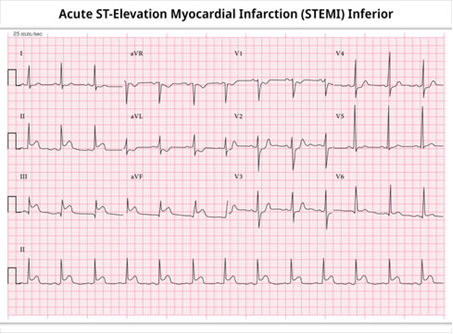 Acute ST-Elevation Myocardial Infarction (STEMI) Inferior
25 mm/sec
I aVR V1 V4
II aVL V2 V5
III aVF V3 V6
II